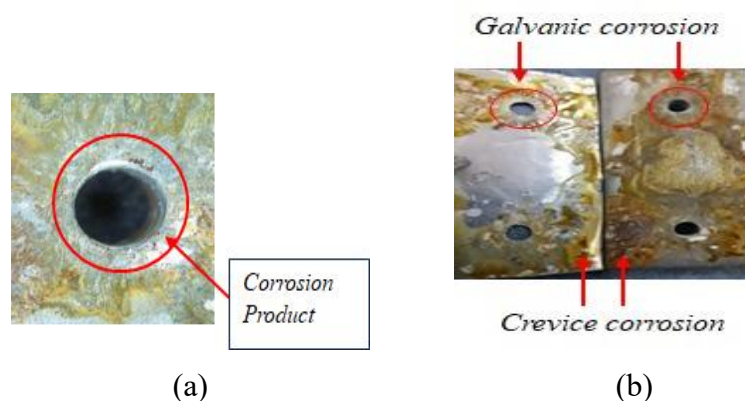 Galvanic corrosion
Corrosion
Product
Crevice corrosion
(a)
(b)